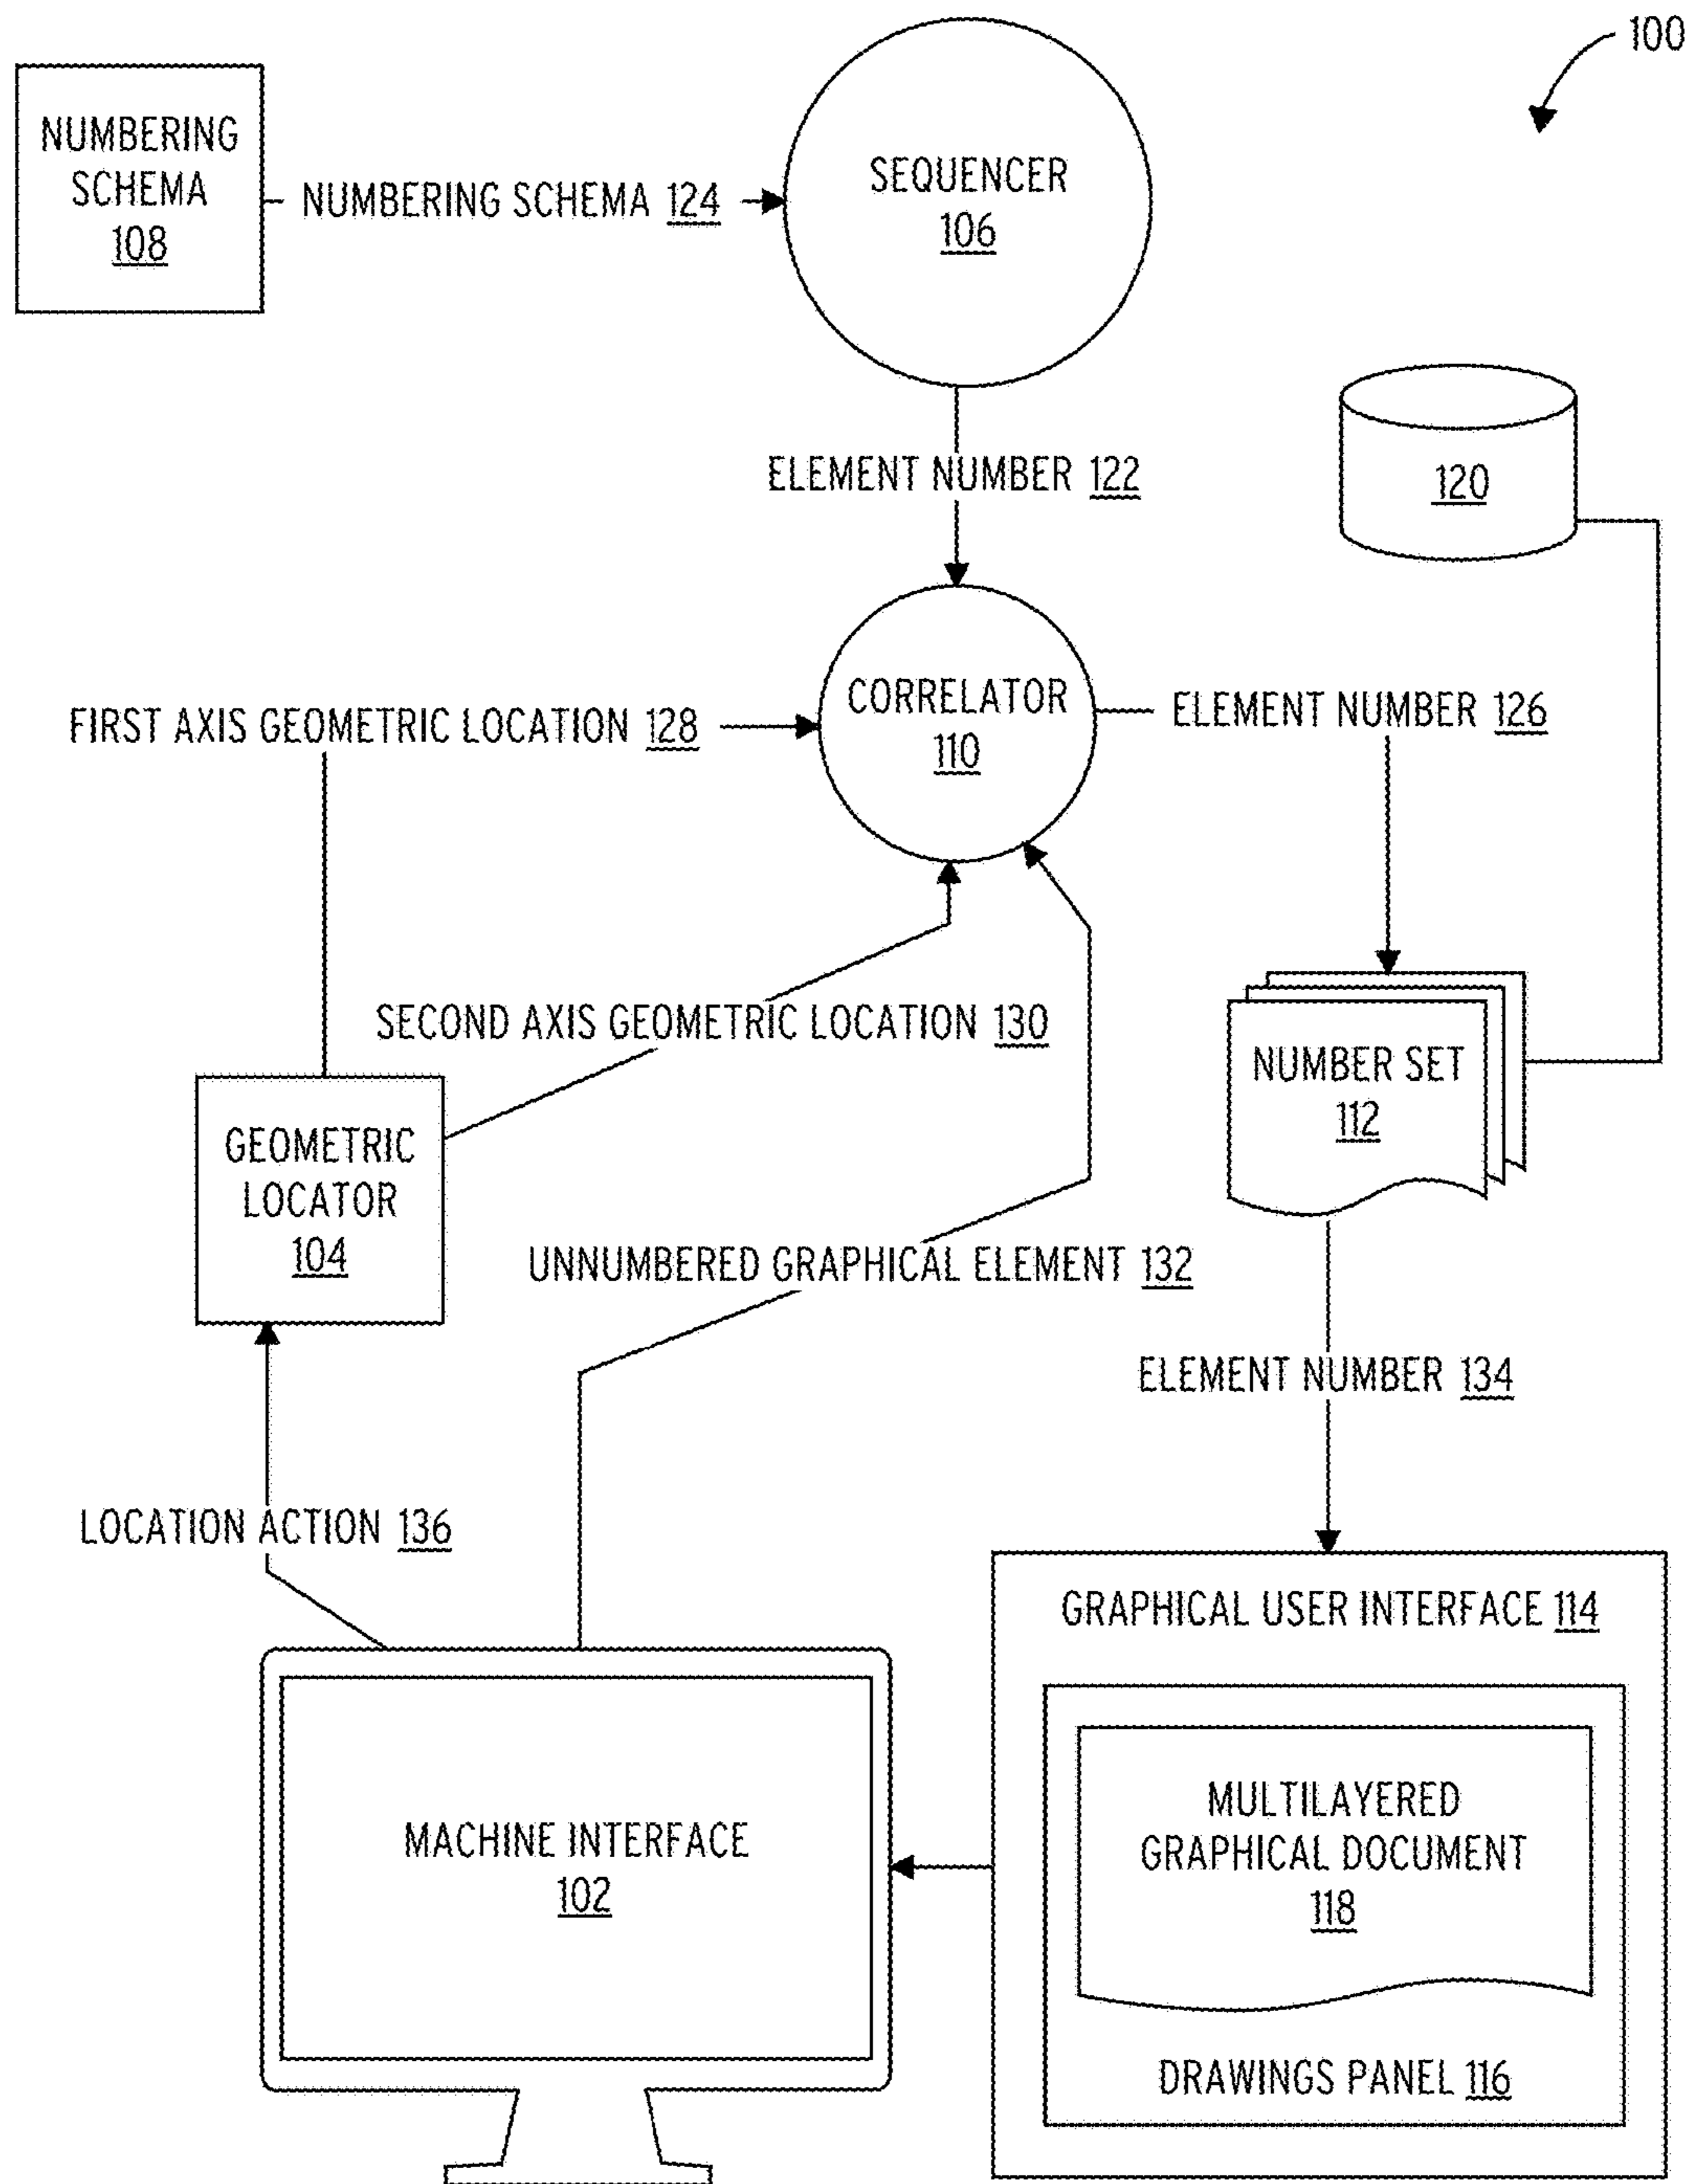 100
NUMBERING
SCHEMA
108
NUMBERING SCHEMA 124
SEQUENCER
106
ELEMENT NUMBER 122
120
FIRST AXIS GEOMETRIC LOCATION 128
CORRELATOR
110
ELEMENT NUMBER 126
SECOND AXIS GEOMETRIC LOCATION 130
NUMBER SET
112
GEOMETRIC
LOCATOR
104
UNNUMBERED GRAPHICAL ELEMENT 132
ELEMENT NUMBER 134
LOCATION ACTION 136
GRAPHICAL USER INTERFACE 114
MACHINE INTERFACE
102
MULTILAYERED
GRAPHICAL DOCUMENT
118
DRAWINGS PANEL 116